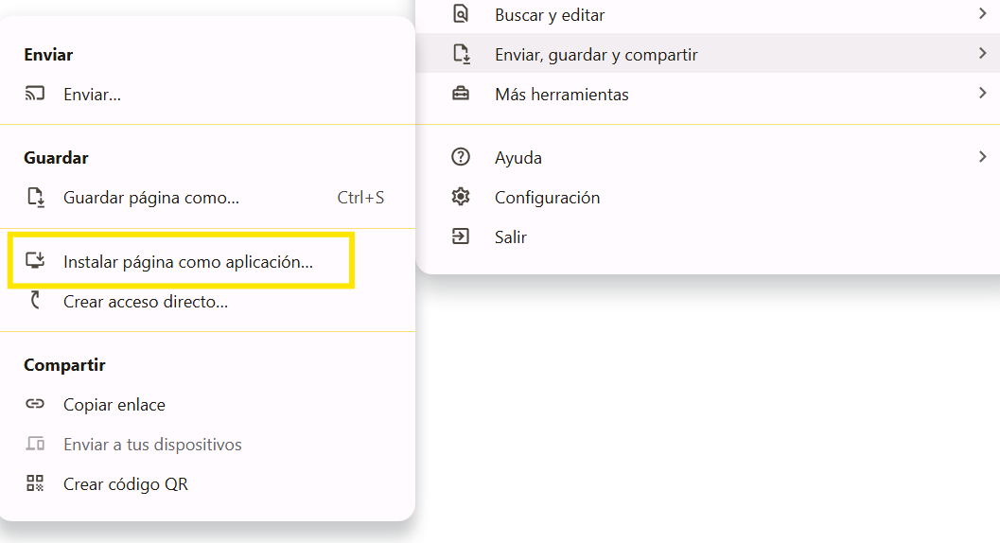 Enviar
Enviar...
Guardar
Guardar página como... Ctrl+S
Instalar página como aplicación...
Crear acceso directo...
Compartir
Copiar enlace
Enviar a tus dispositivos
Crear código QR
Buscar y editar
Enviar, guardar y compartir
Más herramientas
Ayuda
Configuración
Salir